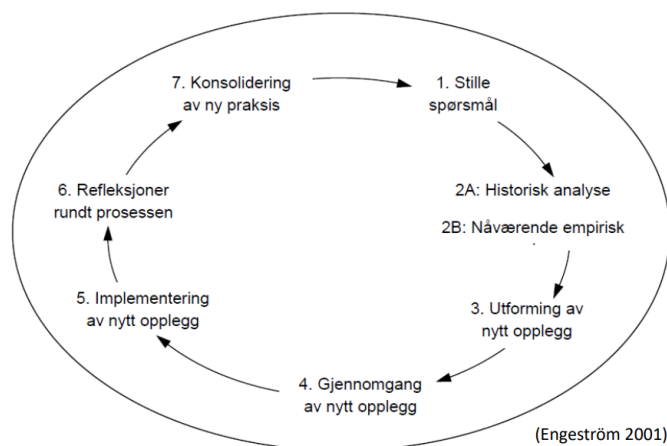 7. Konsolidering
av ny praksis
1. Stille
spørsmål
2A: Historisk analyse
2B: Nåværende empirisk
3. Utforming av
nytt opplegg
4. Gjennomgang
av nytt opplegg
5. Implementering
av nytt opplegg
6. Refleksjoner
rundt prosessen
(Engeström 2001)